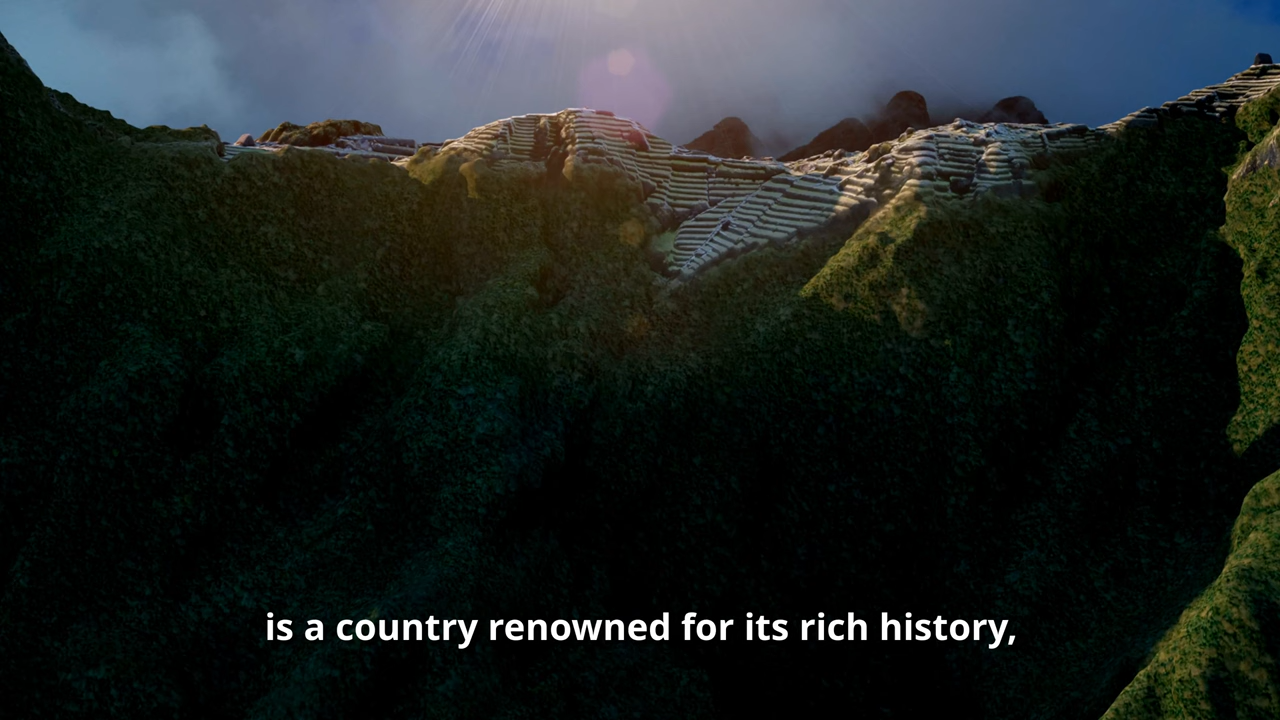 is a country renowned for its rich history,